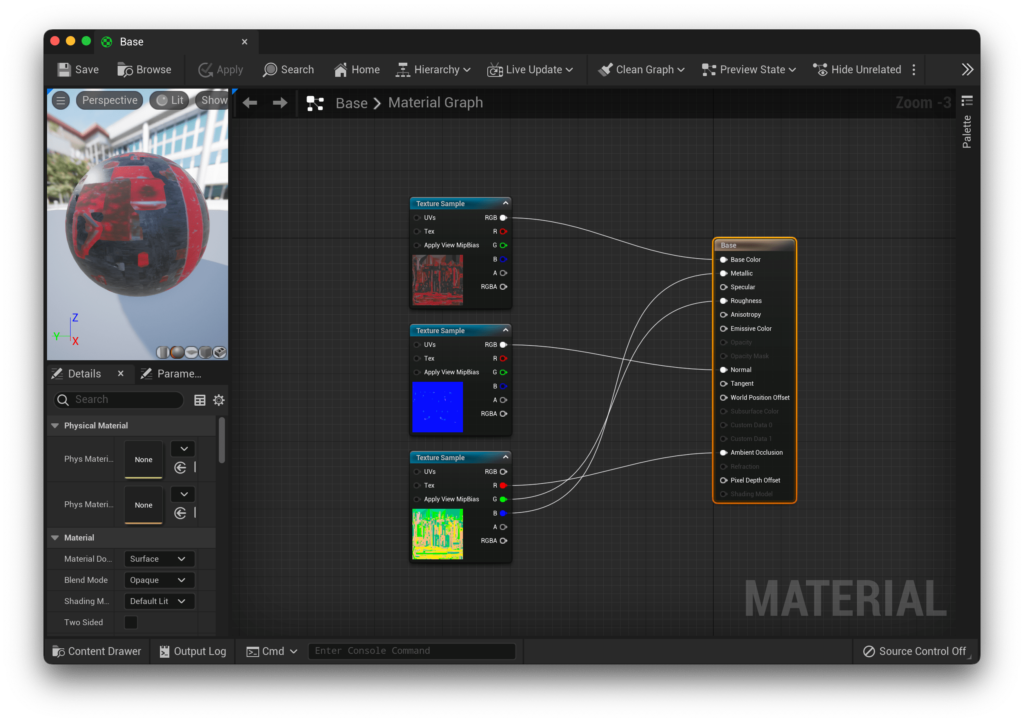 Base
Save Browse Apply Search Home Hierarchy Live Update Clean Graph Preview State Hide Unrelated
Perspective Lit Show
Base Material Graph Zoom -3
Palette
Z
Y
X
Details Parame...
Search
Physical Material
Phys Materi... None
Phys Materi... None
Material
Material Do... Surface
Blend Mode Opaque
Shading M... Default Lit
Two Sided
Texture Sample
UVs RGB
Tex R
Apply View MipBias G
B
A
RGBA
Texture Sample
UVs RGB
Tex R
Apply View MipBias G
B
A
RGBA
Texture Sample
UVs RGB
Tex R
Apply View MipBias G
B
A
RGBA
Base
Base Color
Metallic
Specular
Roughness
Anisotropy
Emissive Color
Opacity
Opacity Mask
Normal
Tangent
World Position Offset
Subsurface Color
Custom Data 0
Custom Data 1
Ambient Occlusion
Refraction
Pixel Depth Offset
Shading Model
MATERIAL
Content Drawer Output Log Cmd Enter Console Command Source Control Off